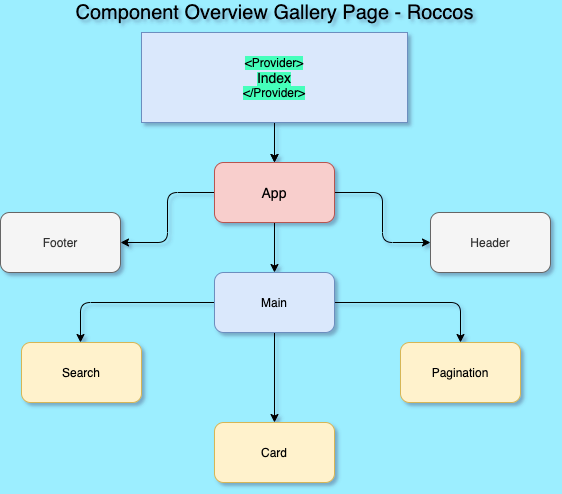 Component Overview Gallery Page - Roccos
<Provider>
Index
</Provider>
App
Footer
Header
Main
Search
Pagination
Card